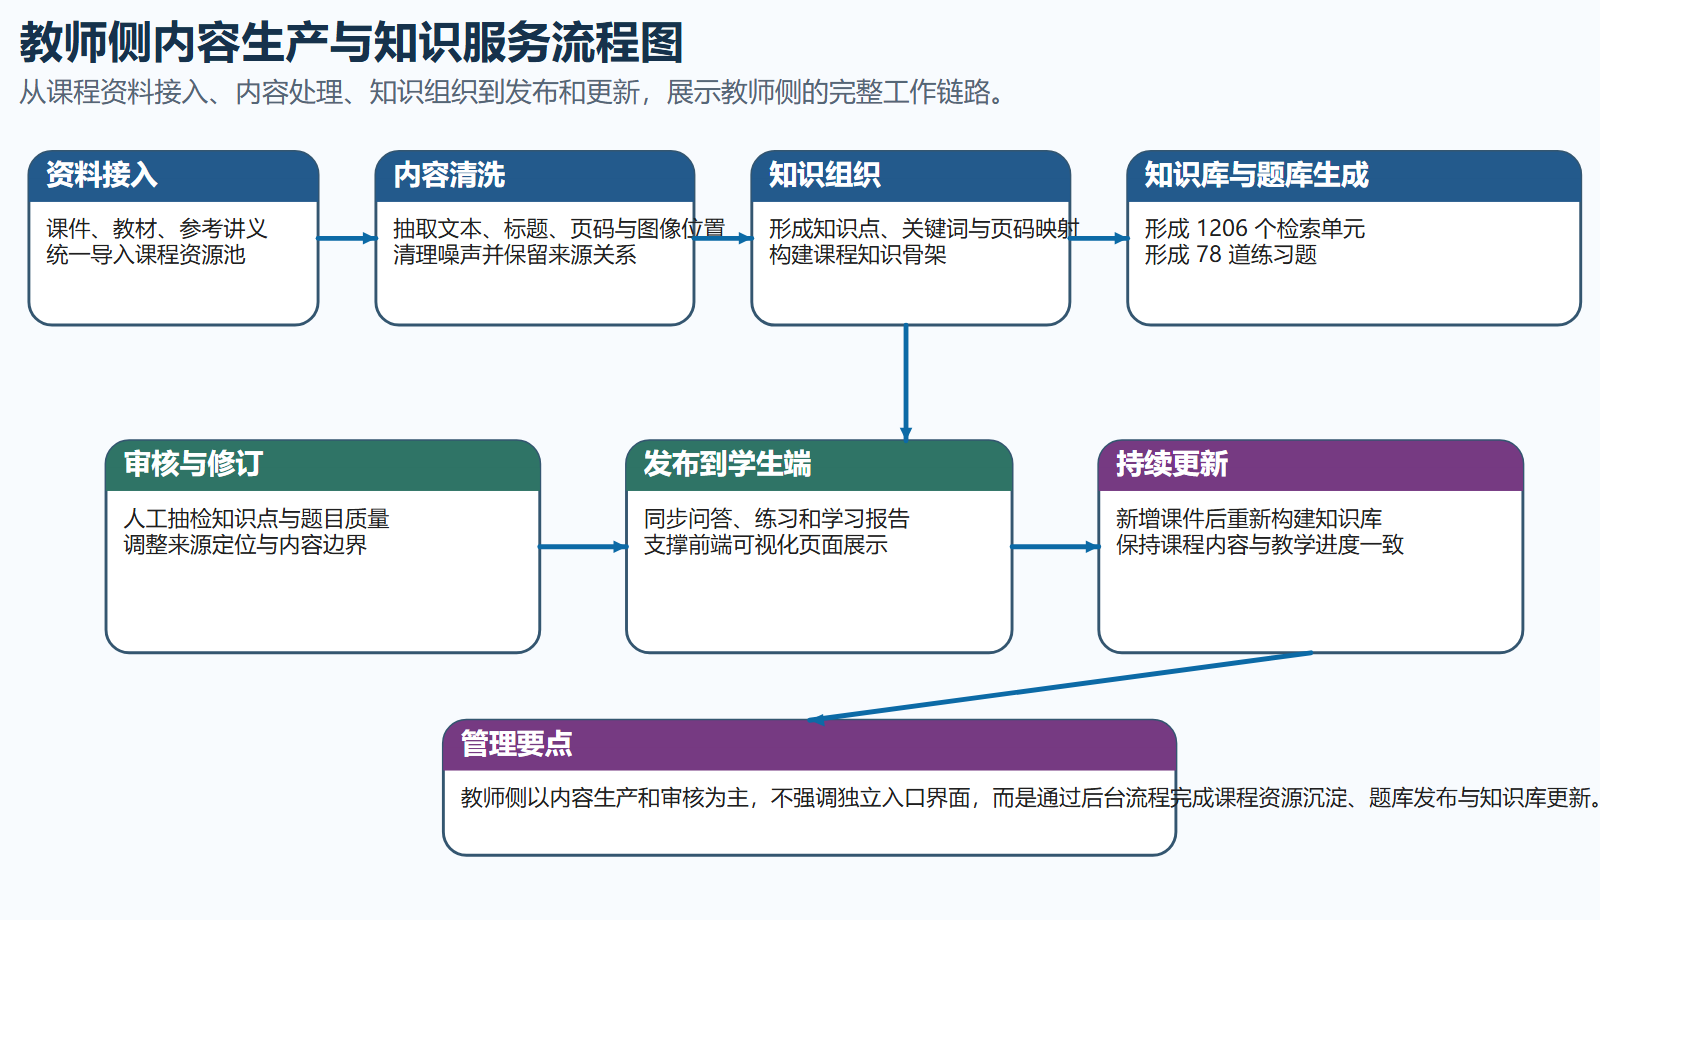 教师侧内容生产与知识服务流程图
从课程资料接入、内容处理、知识组织到发布和更新，展示教师侧的完整工作链路。
资料接入
课件、教材、参考讲义
统一导入课程资源池
内容清洗
抽取文本、标题、页码与图像位置
清理噪声并保留来源关系
知识组织
形成知识点、关键词与页码映射
构建课程知识骨架
知识库与题库生成
形成 1206 个检索单元
形成 78 道练习题
审核与修订
人工抽检知识点与题目质量
调整来源定位与内容边界
发布到学生端
同步问答、练习和学习报告
支撑前端可视化页面展示
持续更新
新增课件后重新构建知识库
保持课程内容与教学进度一致
管理要点
教师侧以内容生产和审核为主，不强调独立入口界面，而是通过后台流程完成课程资源沉淀、题库发布与知识库更新。